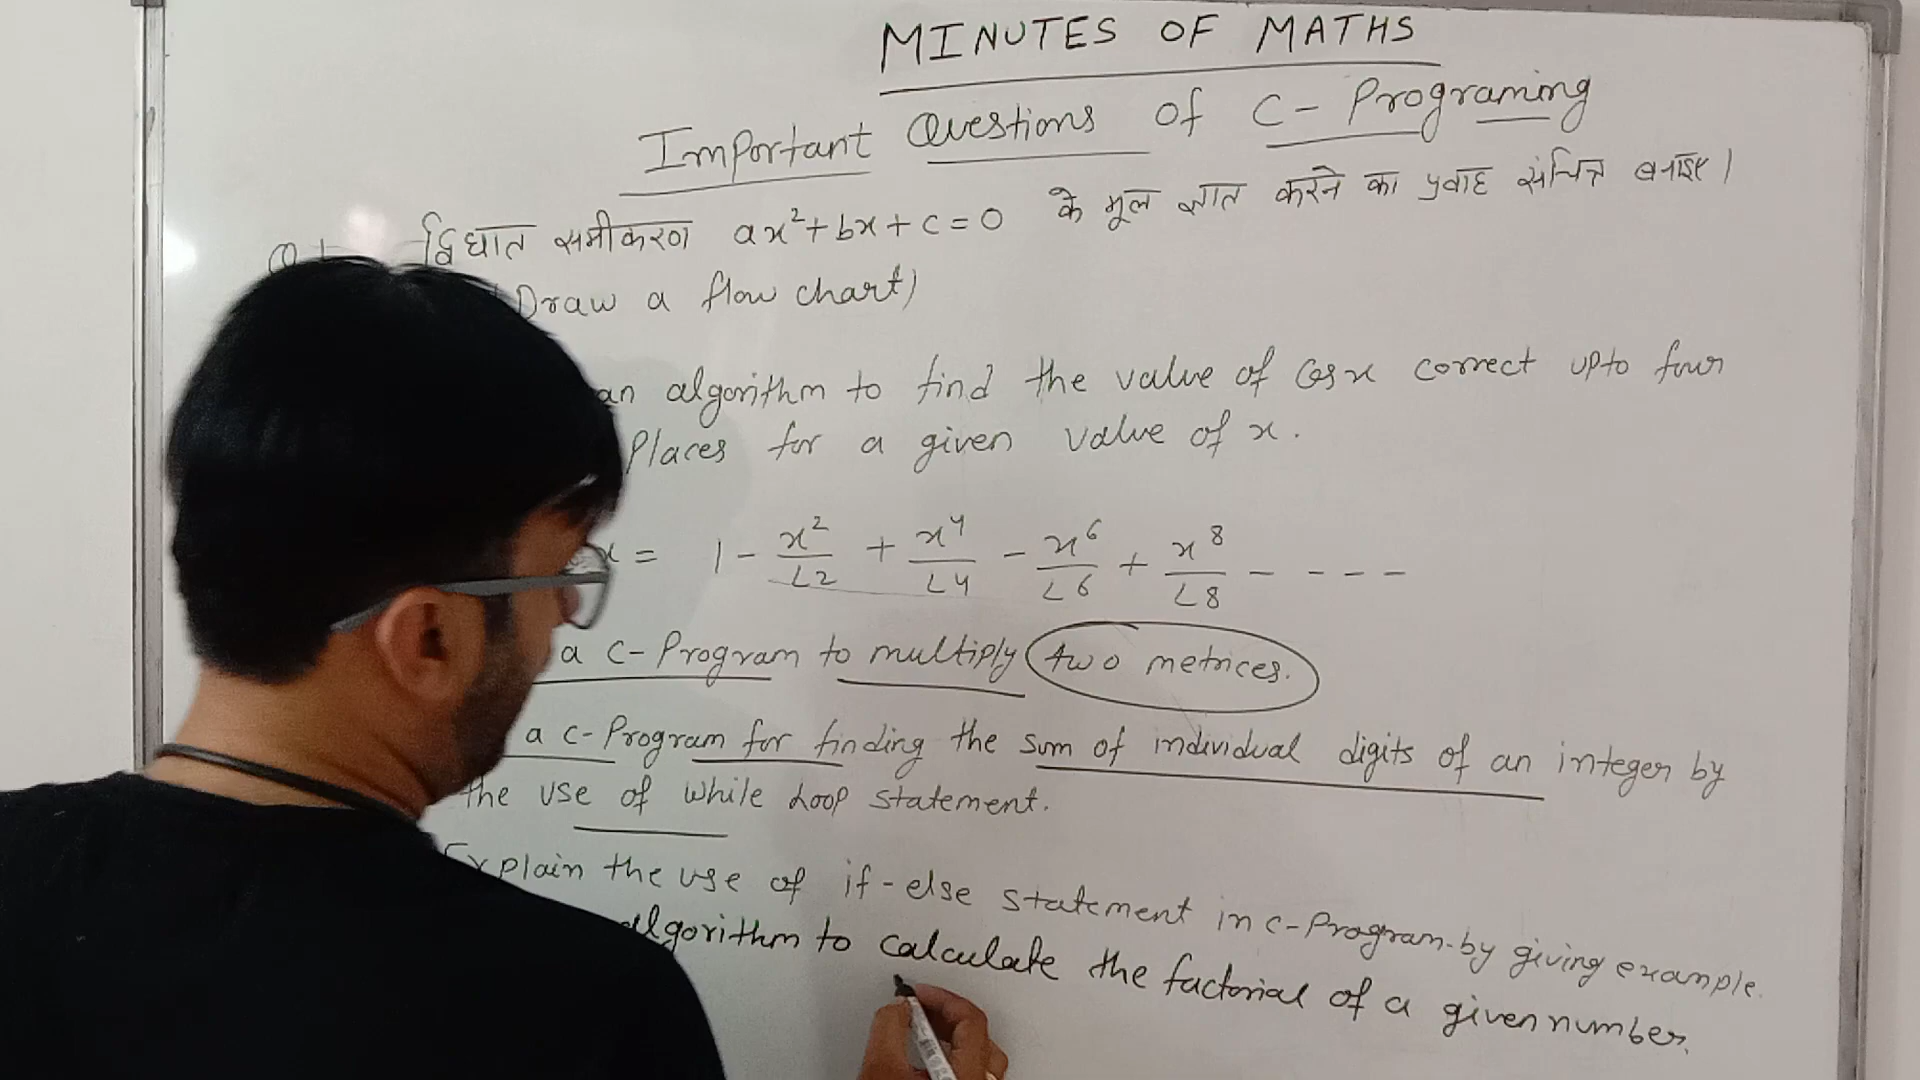 MINUTES OF MATHS
Important Questions of C- Programing
द्विघात समीकरण ax²+bx+c=0 के मूल ज्ञात करने का प्रवाह संचित्र बनाइए।
(Draw a flow chart)
an algorithm to find the value of Cosx correct upto four
Places for a given value of x.
x = 1 - x²/∠2 + x⁴/∠4 - x⁶/∠6 + x⁸/∠8 - - - -
a C-Program to multiply two metrices.
a C-Program for finding the sum of individual digits of an integer by
the use of while Loop statement.
Explain the use of if-else statement in C-Program by giving example.
algorithm to calculate the factorial of a given number.